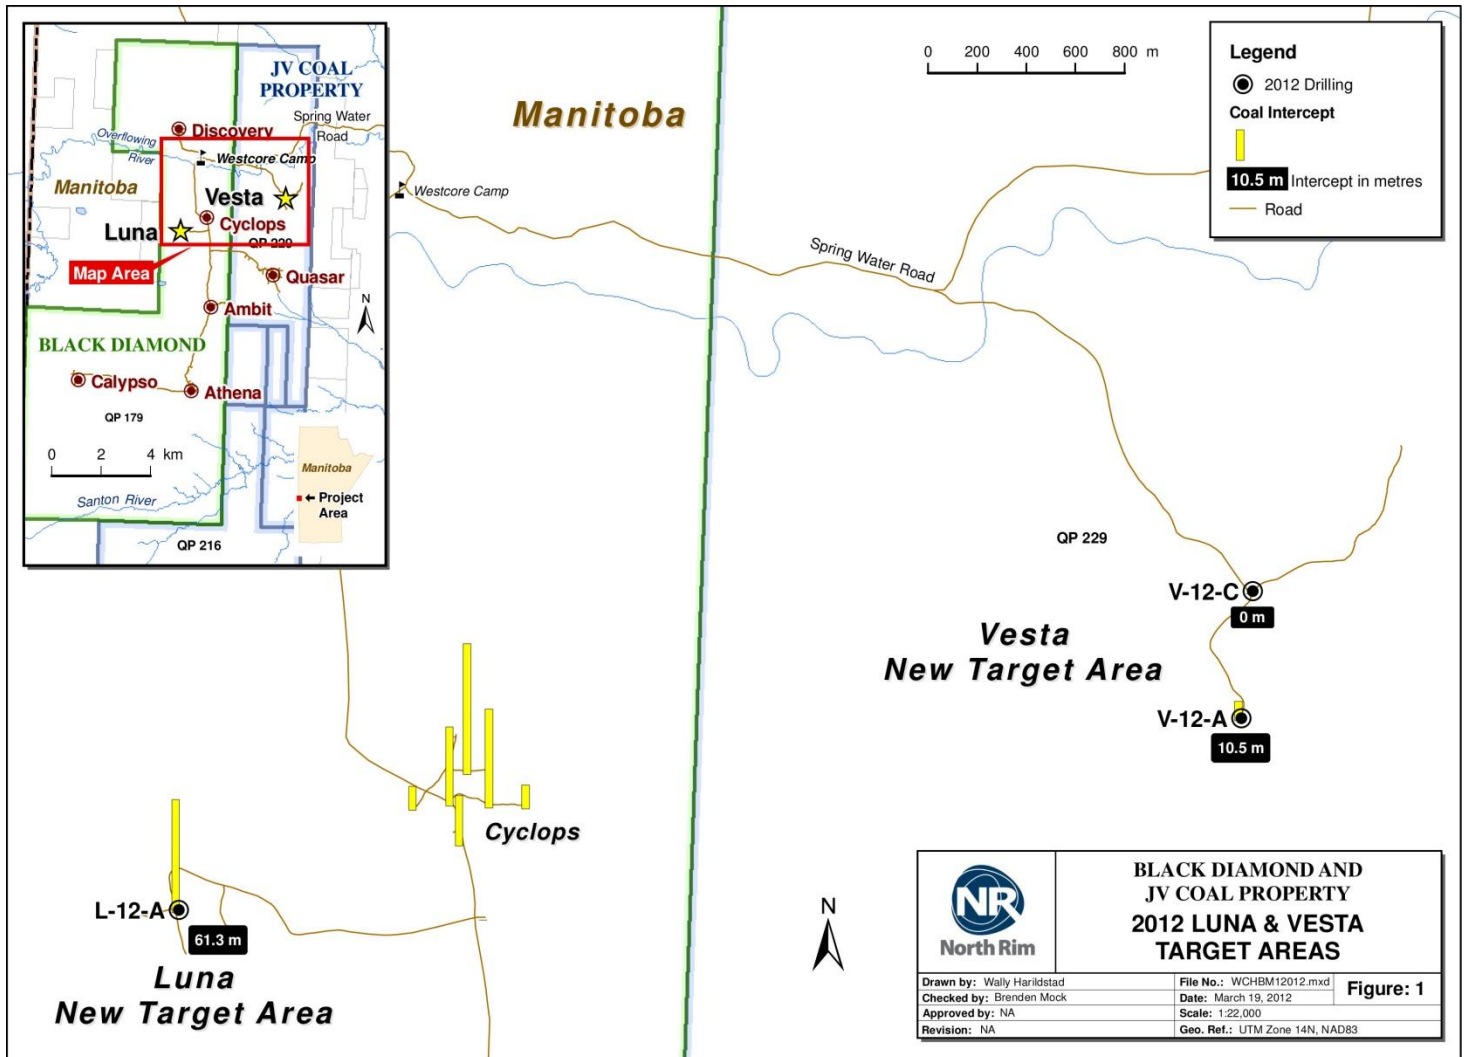 JV COAL
PROPERTY
Spring Water
Road
Discovery
Overflowing
River
Westcore Camp
Manitoba
Vesta
Cyclops
Luna
QP 229
Map Area
Quasar
N
Ambit
BLACK DIAMOND
Calypso
Athena
QP 179
0 2 4 km
Manitoba
Santon River
Project
Area
QP 216
Manitoba
0 200 400 600 800 m
Legend
2012 Drilling
Coal Intercept
10.5 m Intercept in metres
Road
Westcore Camp
Spring Water Road
QP 229
V-12-C
0 m
Vesta
New Target Area
V-12-A
10.5 m
Cyclops
L-12-A
61.3 m
Luna
New Target Area
N
NR
North Rim
BLACK DIAMOND AND
JV COAL PROPERTY
2012 LUNA & VESTA
TARGET AREAS
Drawn by: Wally Harildstad
Checked by: Brenden Mock
Approved by: NA
Revision: NA
File No.: WCHBM12012.mxd
Date: March 19, 2012
Scale: 1:22,000
Geo. Ref.: UTM Zone 14N, NAD83
Figure: 1